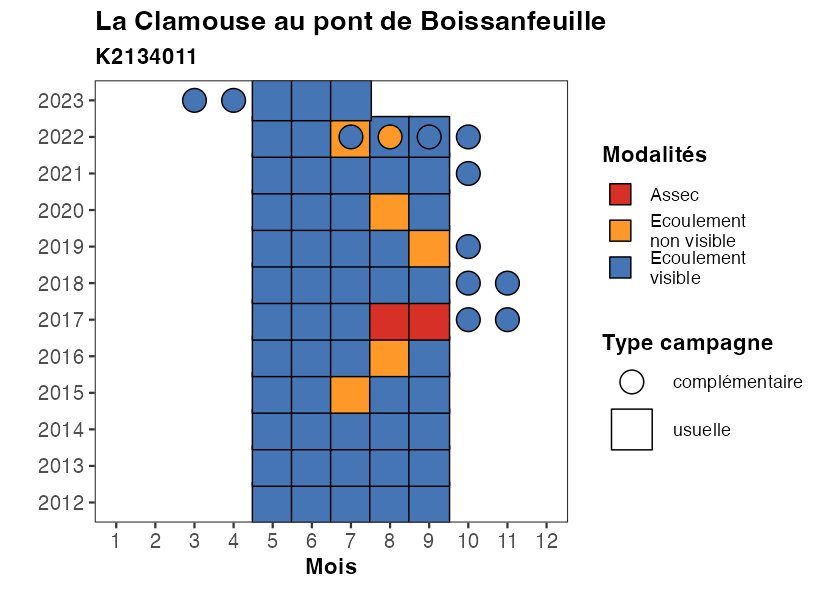 La Clamouse au pont de Boissanfeuille
K2134011
2023
2022
2021
2020
2019
2018
2017
2016
2015
2014
2013
2012
1 2 3 4 5 6 7 8 9 10 11 12
Mois
Modalités
Assec
Ecoulement
non visible
Ecoulement
visible
Type campagne
complémentaire
usuelle